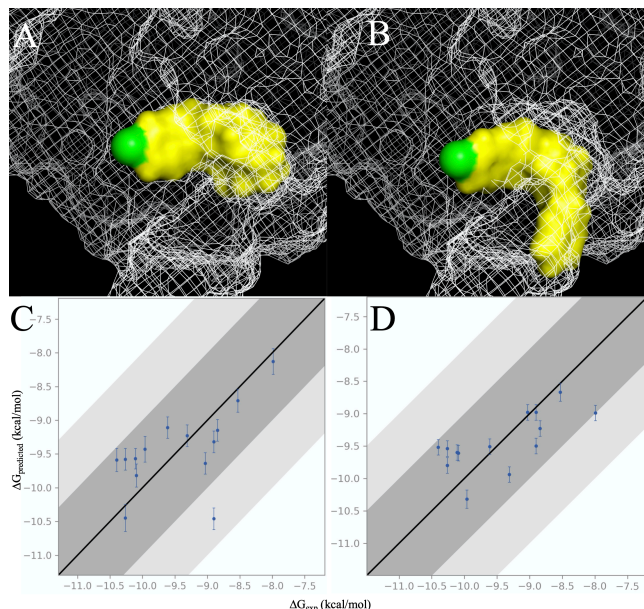 A B
C D
−7.5 −7.5
−8.0 −8.0
−8.5 −8.5
−9.0 −9.0
−9.5 −9.5
−10.0 −10.0
−10.5 −10.5
−11.0 −11.0
ΔGpredicted (kcal/mol)
−11.0 −10.5 −10.0 −9.5 −9.0 −8.5 −8.0 −7.5 −11.0 −10.5 −10.0 −9.5 −9.0 −8.5 −8.0 −7.5
ΔGexp (kcal/mol)